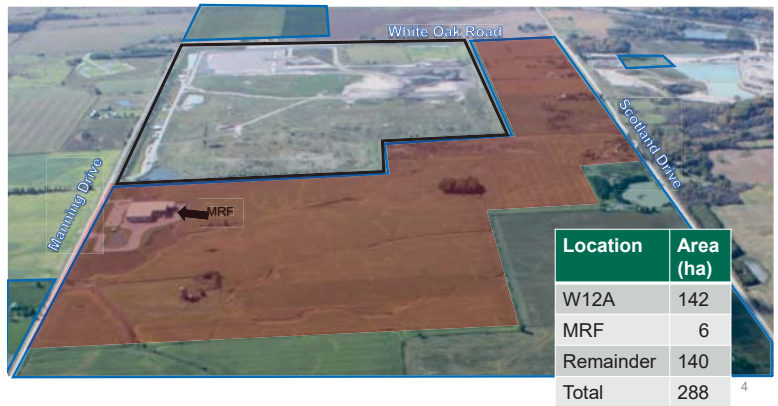 White Oak Road
Scotland Drive
Manning Drive
MRF
Location Area (ha)
W12A 142
MRF 6
Remainder 140
Total 288
4